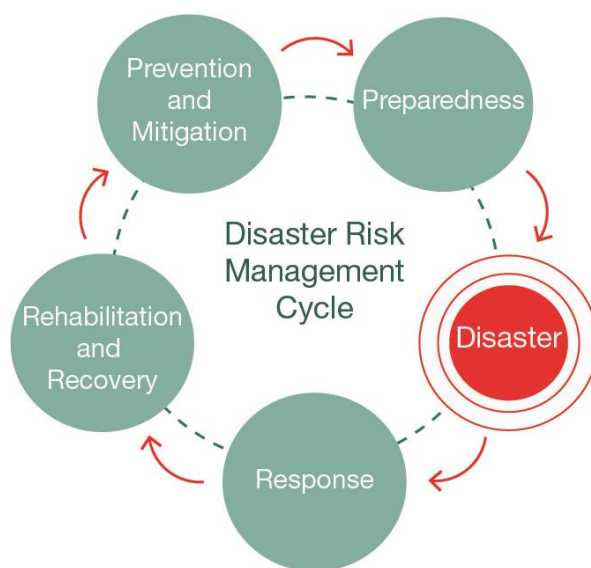 Prevention
and
Mitigation
Preparedness
Disaster Risk
Management
Cycle
Disaster
Rehabilitation
and
Recovery
Response